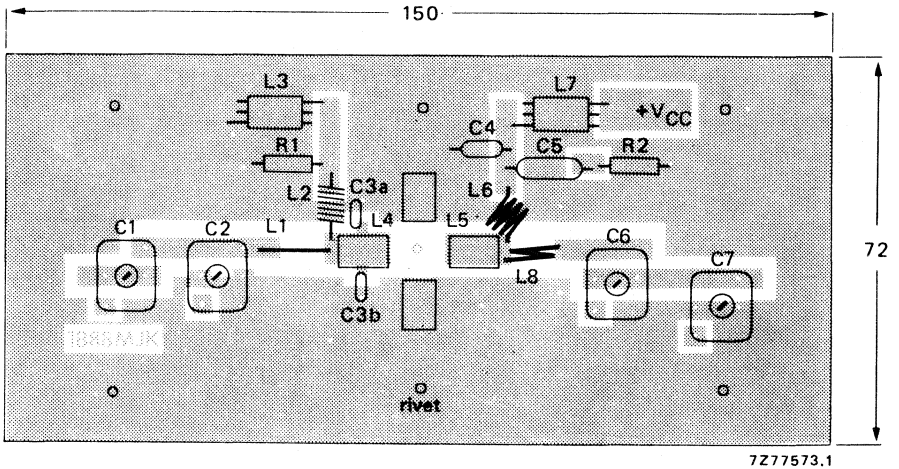 150
L3
L7
+VCC
C4
R1
C5
R2
L2
C3a
L6
L1
L4
L5
C1
C2
C6
72
L8
C7
C3b
1885MJK
rivet
7Z77573.1